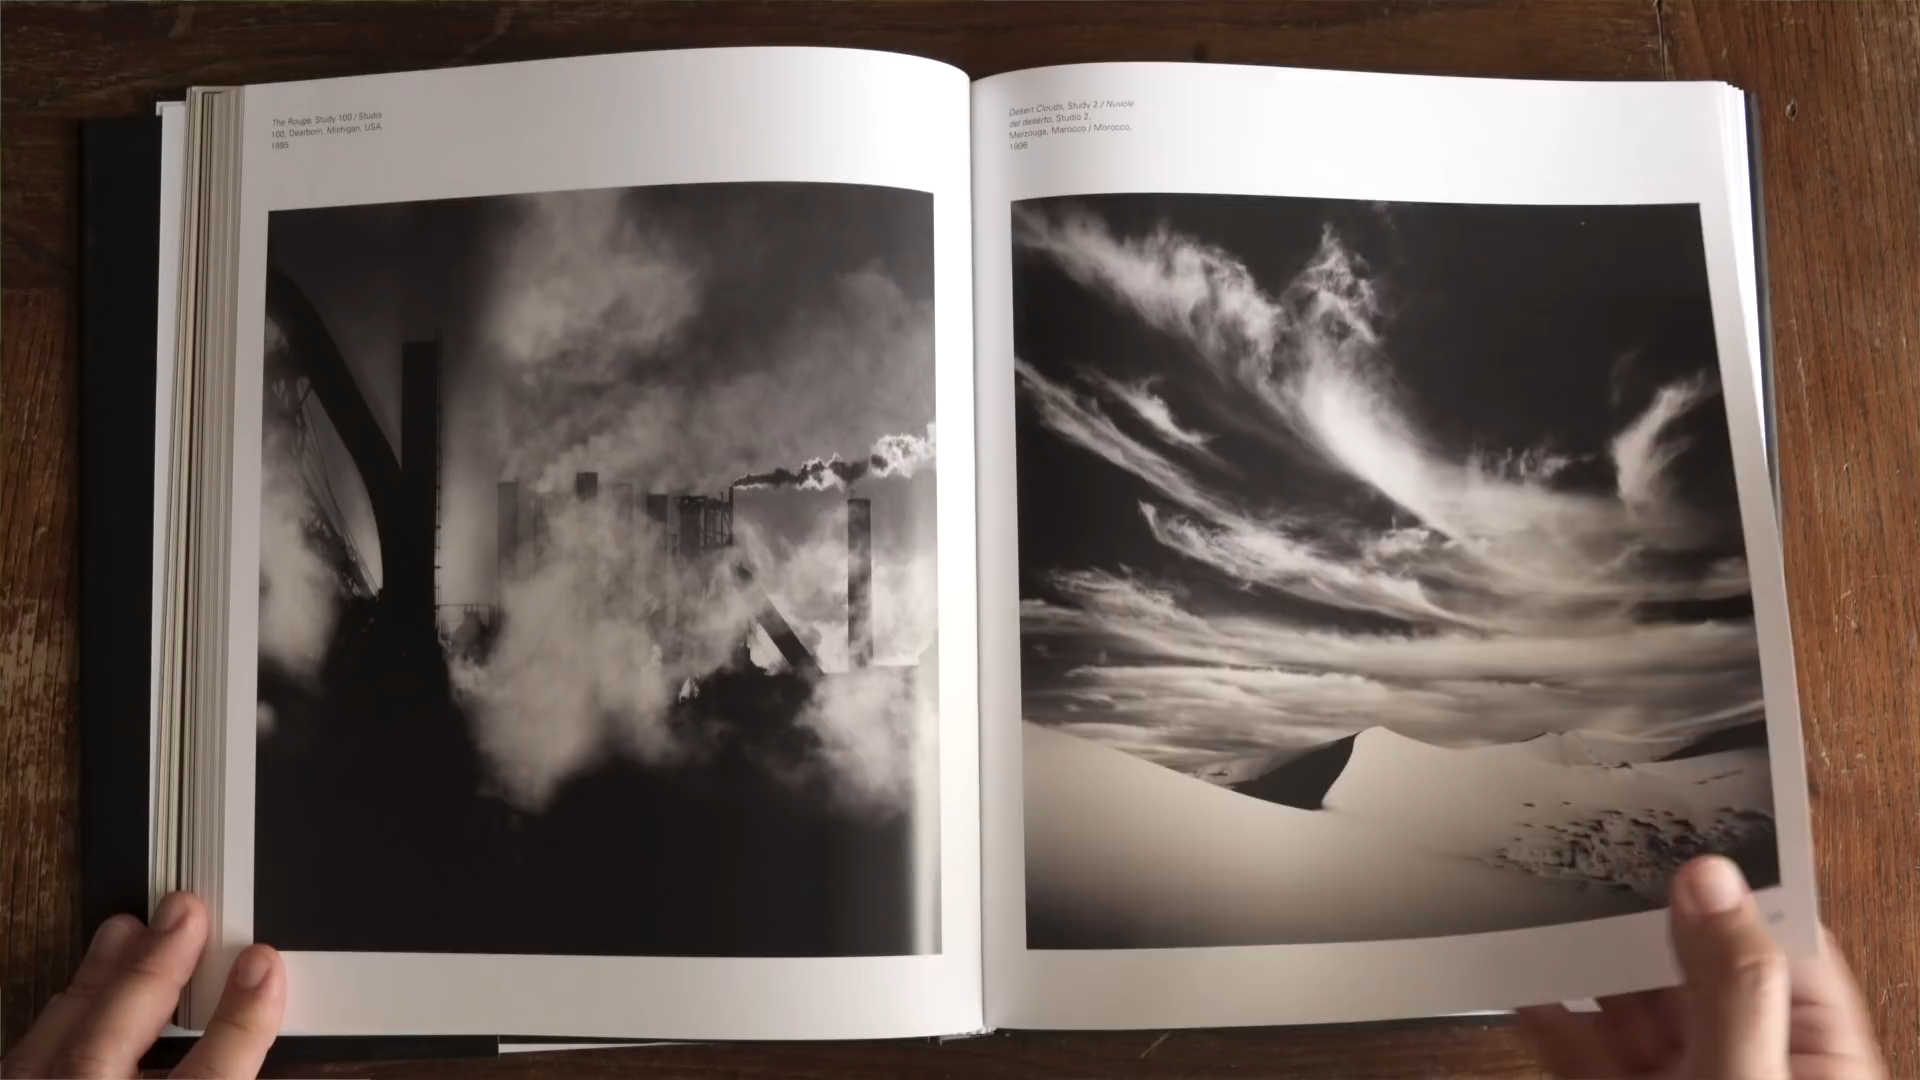 The Rouge, Study 100 / Studio
100, Dearborn, Michigan, USA,
1995
Desert Clouds, Study 2 / Nuvole
del deserto, Studio 2,
Merzouga, Marocco / Morocco,
1996